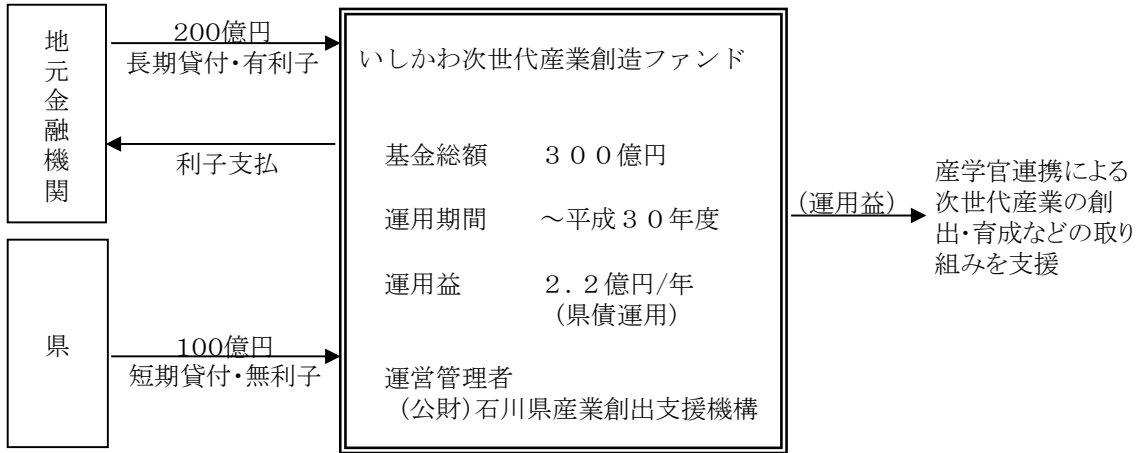 地元金融機関
200億円
長期貸付・有利子
利子支払
県
100億円
短期貸付・無利子
いしかわ次世代産業創造ファンド
基金総額 ３００億円
運用期間 ～平成３０年度
運用益 ２．２億円/年
（県債運用）
運営管理者
（公財）石川県産業創出支援機構
（運用益）
産学官連携による
次世代産業の創
出・育成などの取り
組みを支援